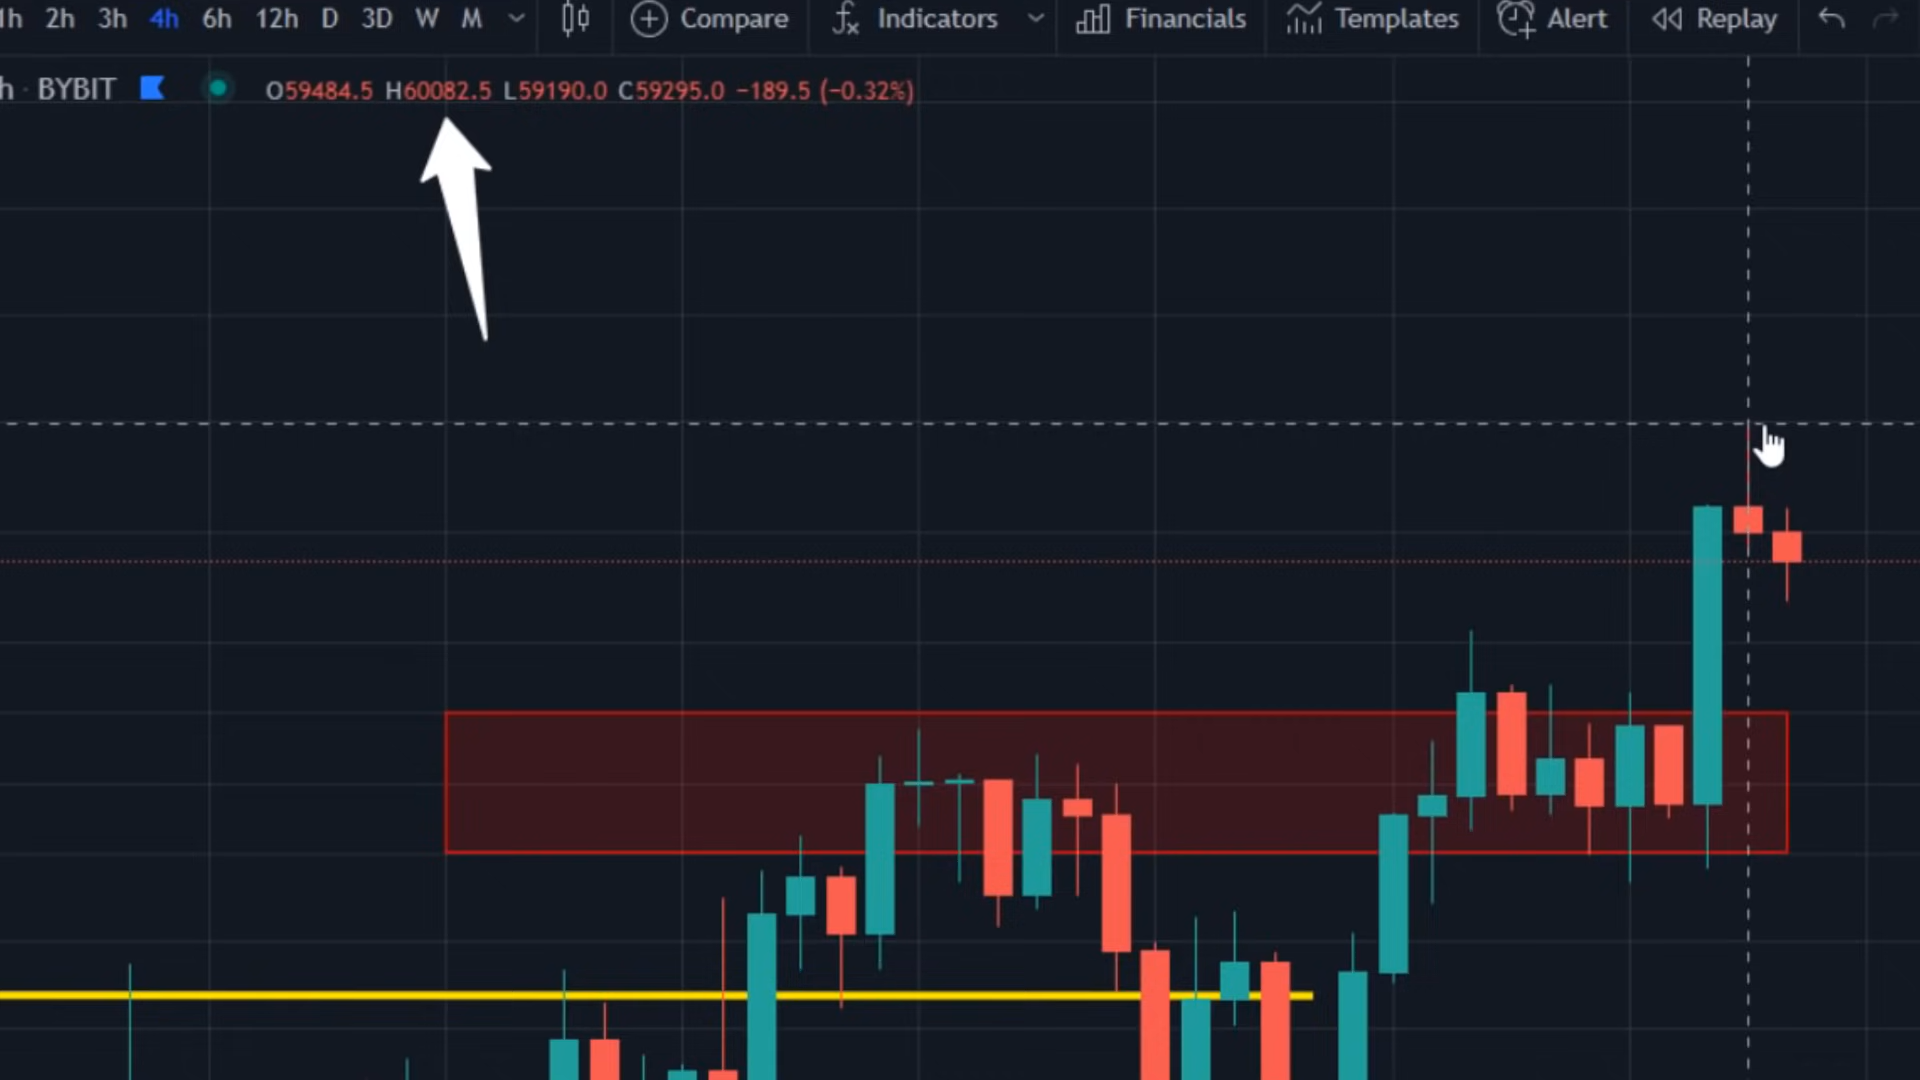 1h 2h 3h 4h 6h 12h D 3D W M Compare Indicators Financials Templates Alert Replay
h · BYBIT O59484.5 H60082.5 L59190.0 C59295.0 −189.5 (−0.32%)